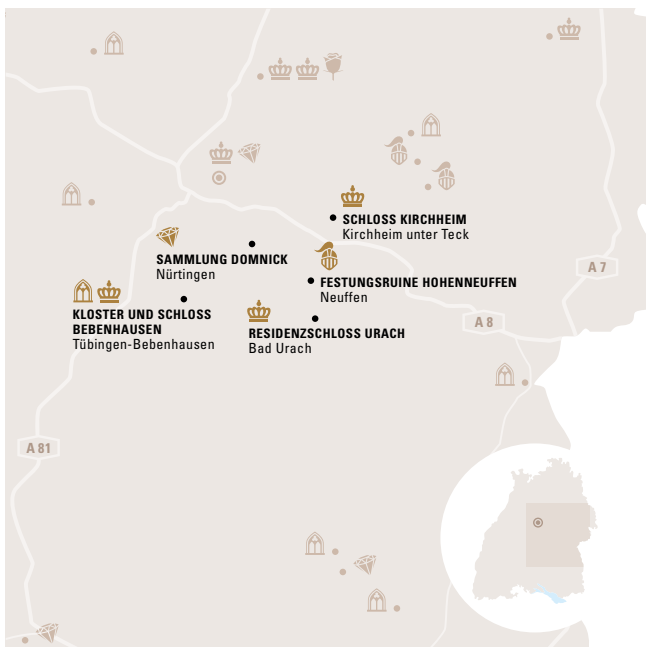 SCHLOSS KIRCHHEIM
Kirchheim unter Teck
SAMMLUNG DOMNICK
Nürtingen
A 7
FESTUNGSRUINE HOHENNEUFFEN
Neuffen
KLOSTER UND SCHLOSS
BEBENHAUSEN
Tübingen-Bebenhausen
RESIDENZSCHLOSS URACH
Bad Urach
A 8
A 81